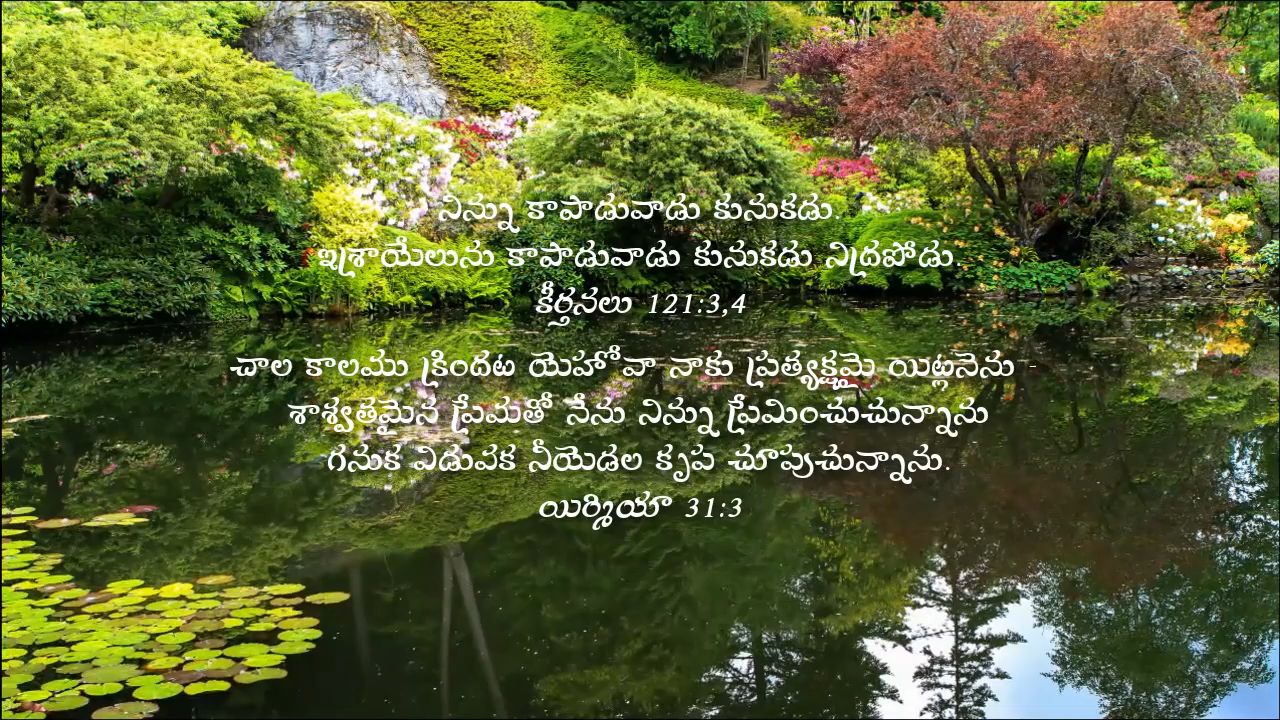 నిన్ను కాపాడువాడు కునుకడు.
ఇశ్రాయేలును కాపాడువాడు కునుకడు నిద్రపోడు.
కీర్తనలు 121:3,4
చాల కాలము క్రిందట యెహోవా నాకు ప్రత్యక్షమై యిట్లనెను -
శాశ్వతమైన ప్రేమతో నేను నిన్ను ప్రేమించుచున్నాను
గనుక విడువక నీయెడల కృప చూపుచున్నాను.
యిర్మియా 31:3